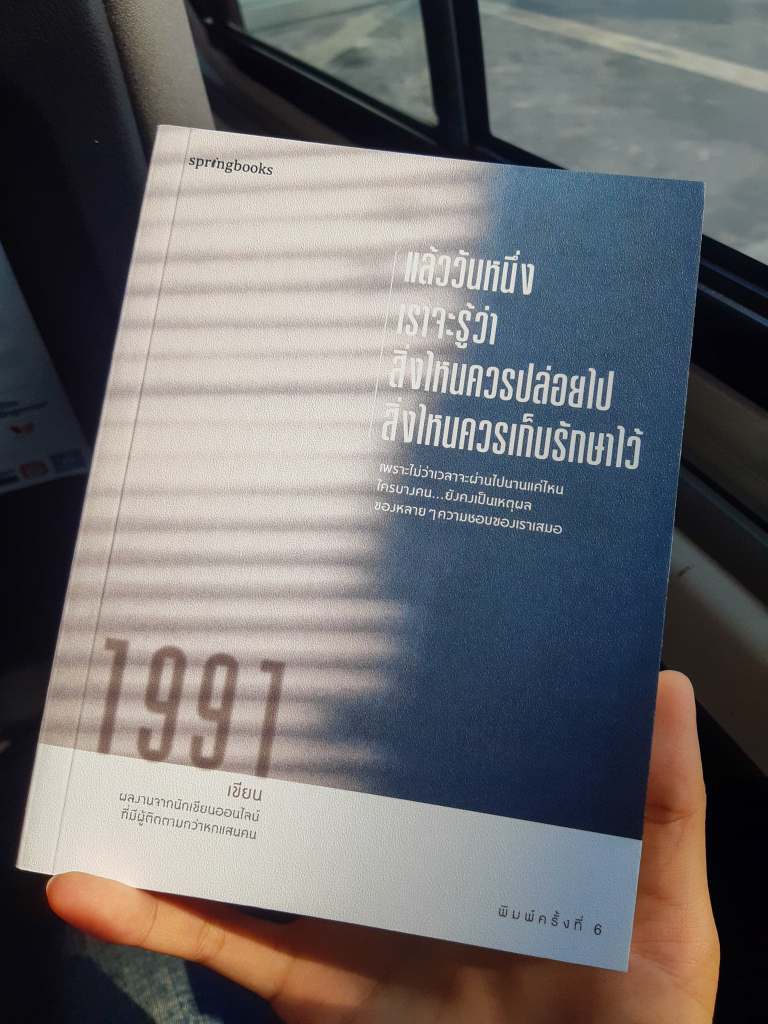 springbooks
แล้ววันหนึ่ง
เราจะรู้ว่า
สิ่งไหนควรปล่อยไป
สิ่งไหนควรเก็บรักษาไว้
เพราะไม่ว่าเวลาจะผ่านไปนานแค่ไหน
ใครบางคน...ยังคงเป็นเหตุผล
ของหลาย ๆ ความชอบของเราเสมอ
1991
เขียน
ผลงานจากนักเขียนออนไลน์
ที่มีผู้ติดตามกว่าหกแสนคน
พิมพ์ครั้งที่ 6